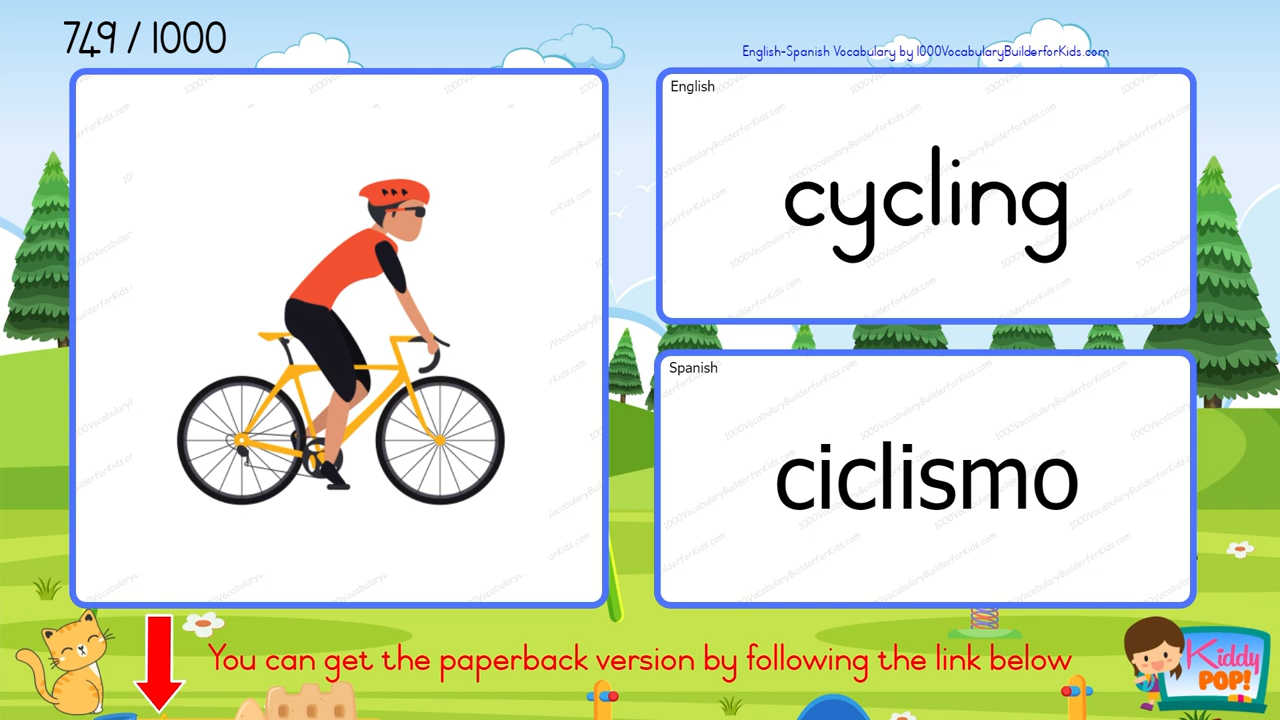 749 / 1000
English-Spanish Vocabulary by 1000VocabularyBuilderforKids.com
English
cycling
Spanish
ciclismo
You can get the paperback version by following the link below
Kiddy
POP!